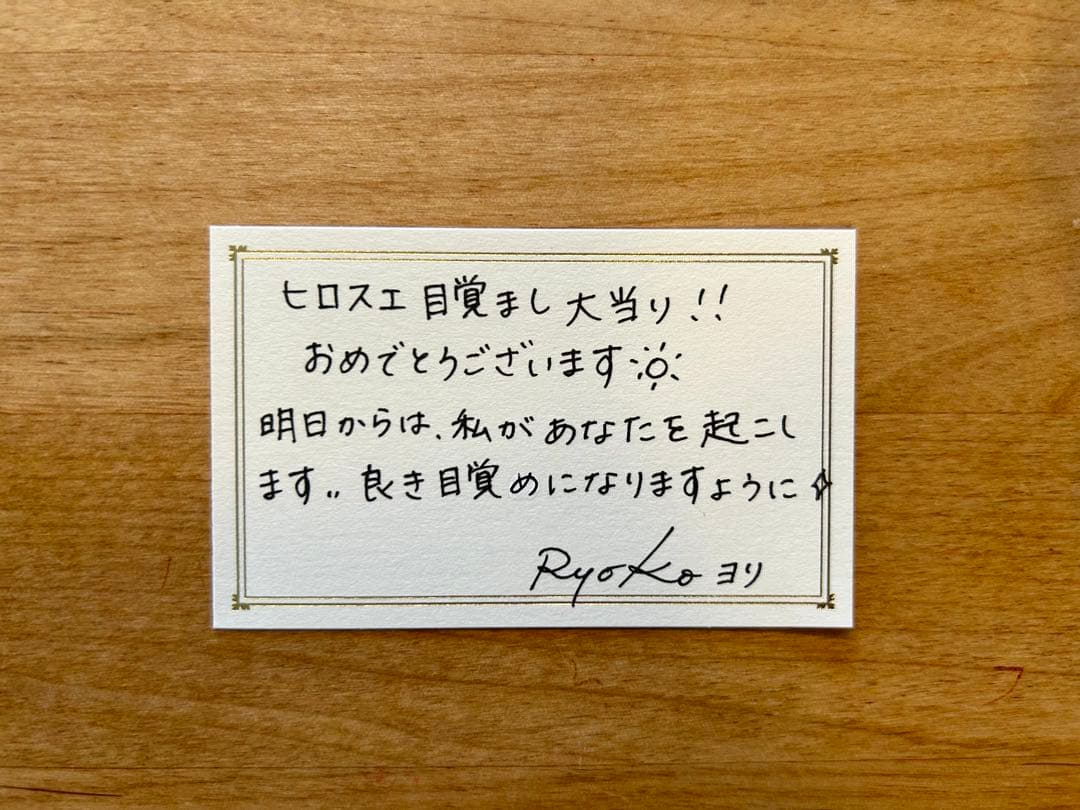 ヒロスエ目覚まし大当り!!
おめでとうございます
明日からは、私があなたを起こし
ます.. 良き目覚めになりますように
Ryoko ヨリ